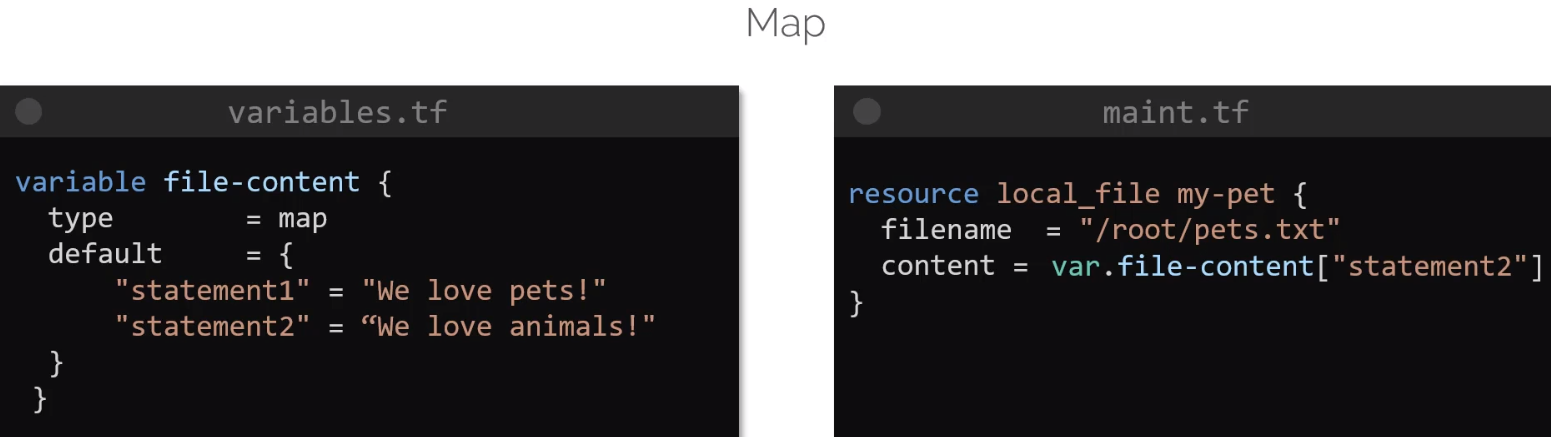 Map
variables.tf
variable file-content {
  type        = map
  default     = {
      "statement1" = "We love pets!"
      "statement2" = “We love animals!"
  }
 }
maint.tf
resource local_file my-pet {
  filename  = "/root/pets.txt"
  content = var.file-content["statement2"]
}